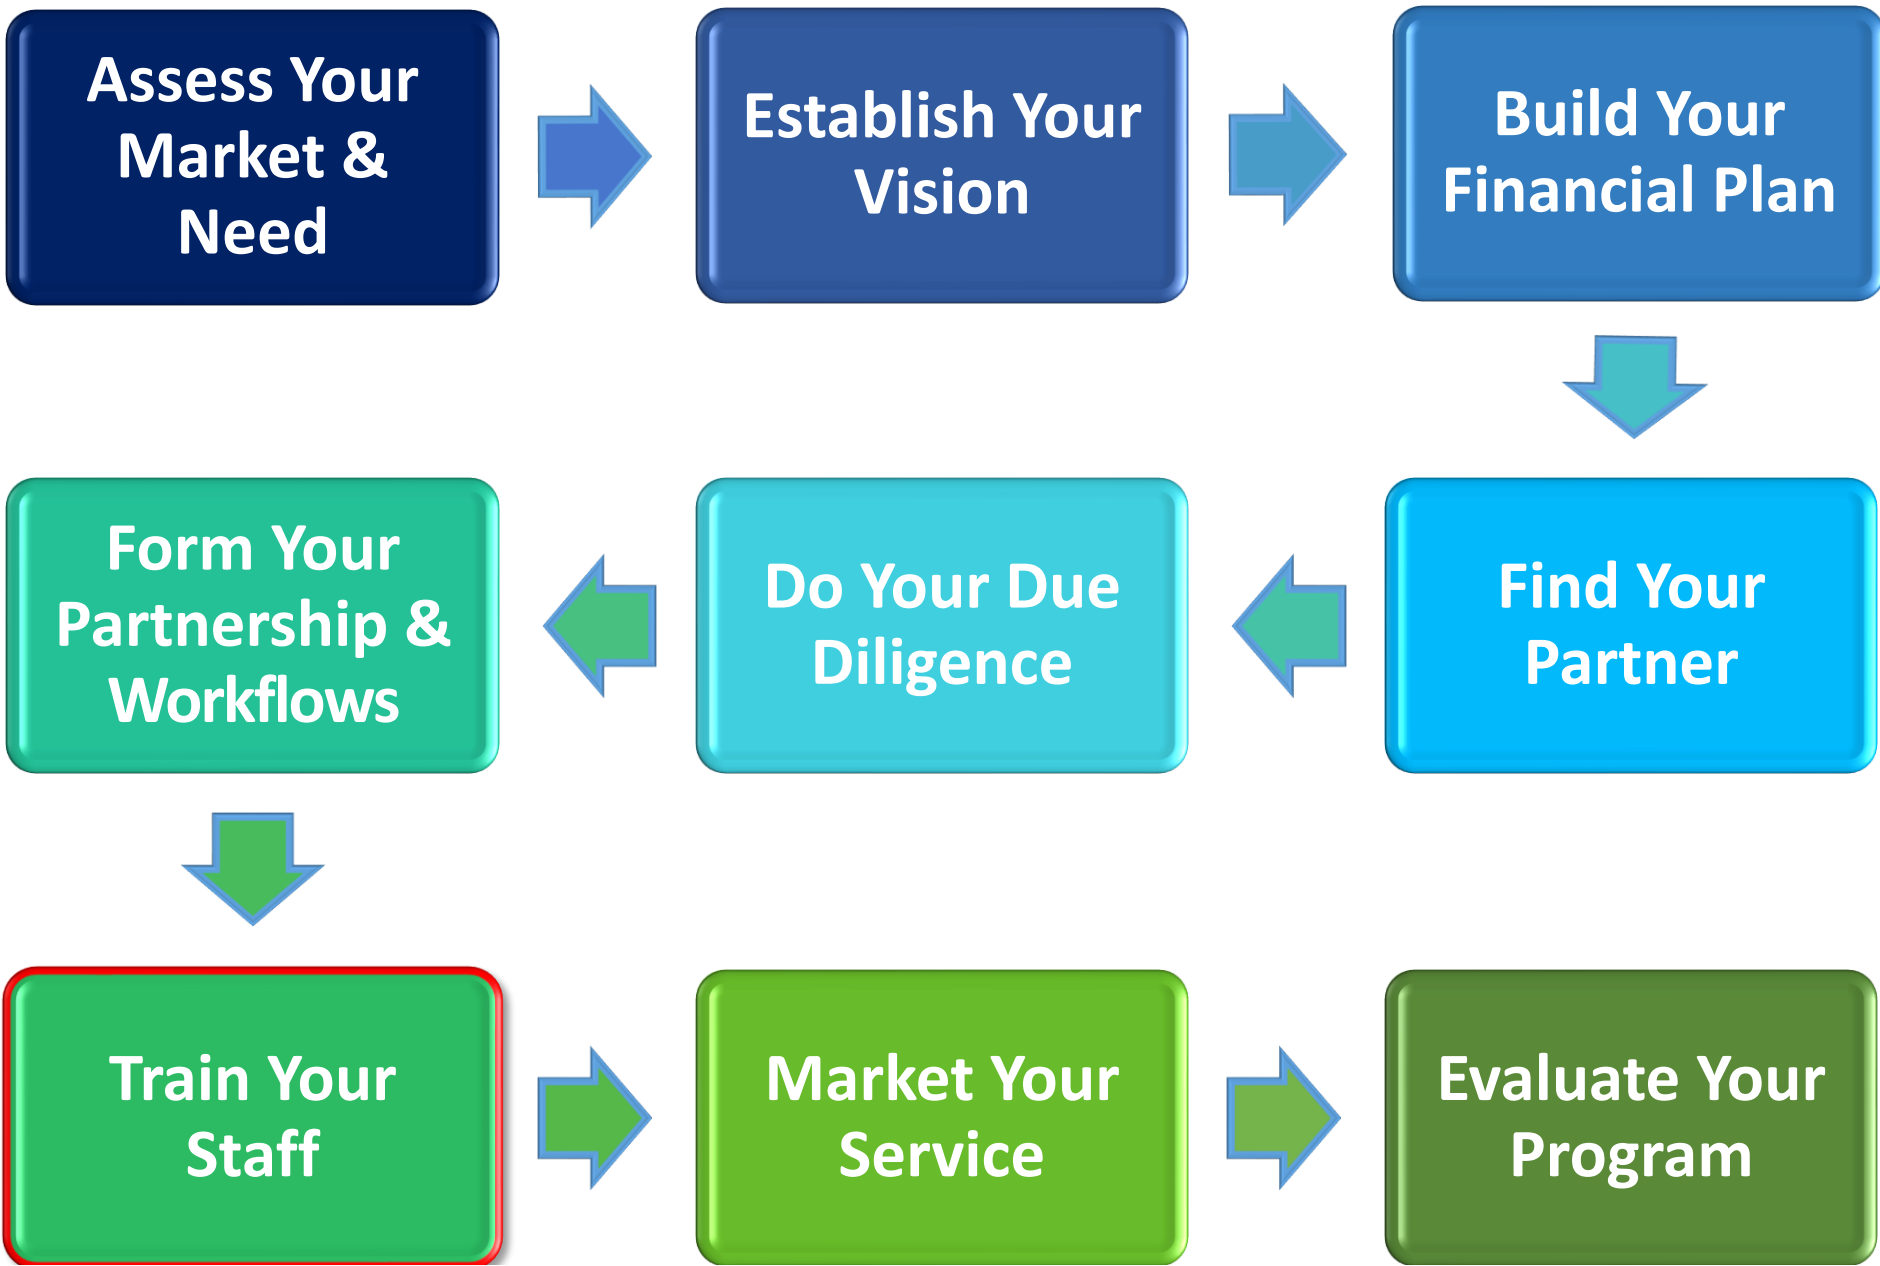 Assess Your
Market &
Need
Establish Your
Vision
Build Your
Financial Plan
Find Your
Partner
Do Your Due
Diligence
Form Your
Partnership &
Workflows
Train Your
Staff
Market Your
Service
Evaluate Your
Program